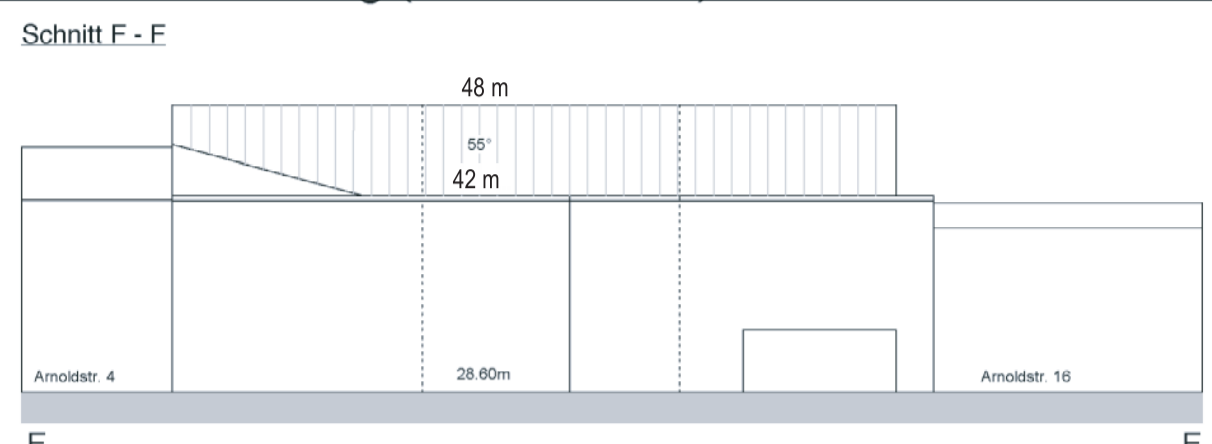 Schnitt F - F
48 m
55°
42 m
Arnoldstr. 4
28.60m
Arnoldstr. 16
F
F